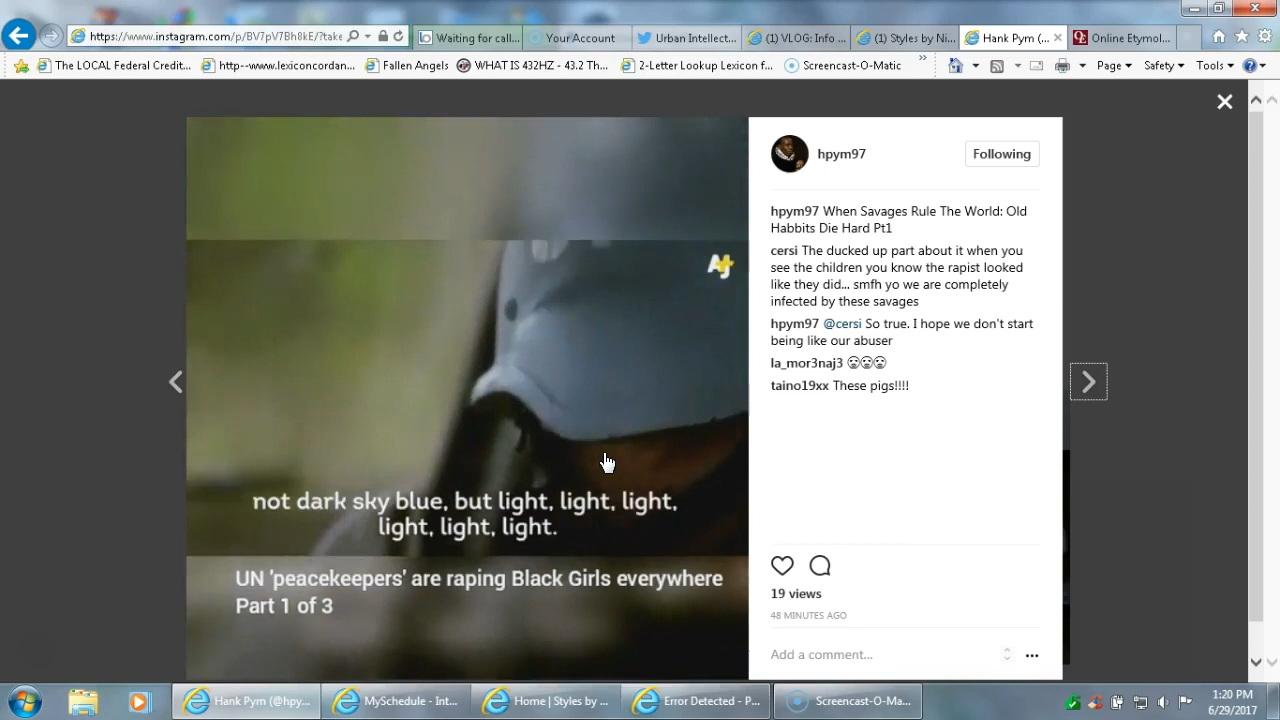 https://www.instagram.com/p/BV7pV7Bh8kE/?take
Waiting for call...
Your Account
Urban Intellect...
(1) VLOG: Info ...
(1) Styles by Ni...
Hank Pym (...
Online Etymol...
The LOCAL Federal Credit...
http--www.lexiconcordan...
Fallen Angels
WHAT IS 432HZ - 43.2 Th...
2-Letter Lookup Lexicon f...
Screencast-O-Matic
Page
Safety
Tools
hpym97
Following
hpym97 When Savages Rule The World: Old
Habbits Die Hard Pt1
cersi The ducked up part about it when you
see the children you know the rapist looked
like they did... smfh yo we are completely
infected by these savages
hpym97 @cersi So true. I hope we don't start
being like our abuser
la_mor3naj3
taino19xx These pigs!!!!
AJ+
not dark sky blue, but light, light, light,
light, light, light.
UN 'peacekeepers' are raping Black Girls everywhere
Part 1 of 3
19 views
48 MINUTES AGO
Add a comment...
Hank Pym (@hpy...
MySchedule - Int...
Home | Styles by ...
Error Detected - P...
Screencast-O-Ma...
1:20 PM
6/29/2017